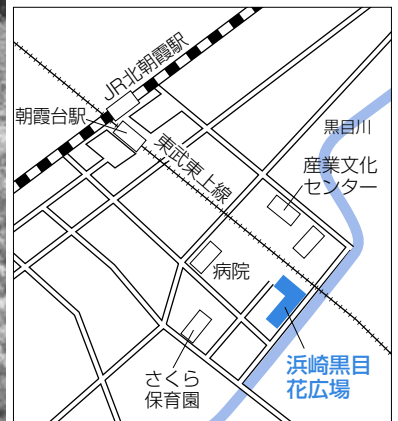 JR北朝霞駅
朝霞台駅
東武東上線
黒目川
産業文化
センター
病院
さくら
保育園
浜崎黒目
花広場